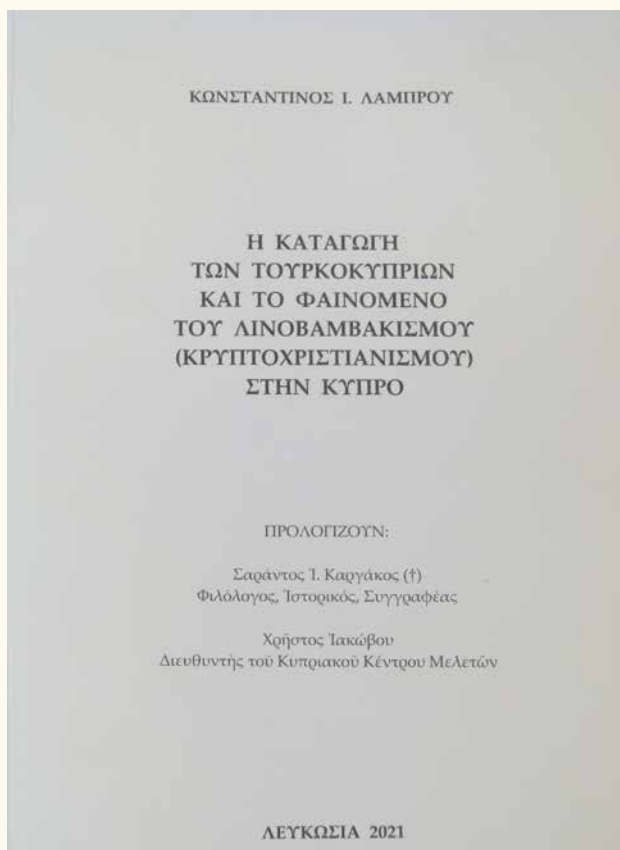 ΚΩΝΣΤΑΝΤΙΝΟΣ Ι. ΛΑΜΠΡΟΥ
Η ΚΑΤΑΓΩΓΗ
ΤΩΝ ΤΟΥΡΚΟΚΥΠΡΙΩΝ
ΚΑΙ ΤΟ ΦΑΙΝΟΜΕΝΟ
ΤΟΥ ΛΙΝΟΒΑΜΒΑΚΙΣΜΟΥ
(ΚΡΥΠΤΟΧΡΙΣΤΙΑΝΙΣΜΟΥ)
ΣΤΗΝ ΚΥΠΡΟ
ΠΡΟΛΟΓΙΖΟΥΝ:
Σαράντος Ἰ. Καργάκος (†)
Φιλόλογος, Ἱστορικός, Συγγραφέας
Χρῆστος Ἰακώβου
Διευθυντὴς τοῦ Κυπριακοῦ Κέντρου Μελετῶν
ΛΕΥΚΩΣΙΑ 2021